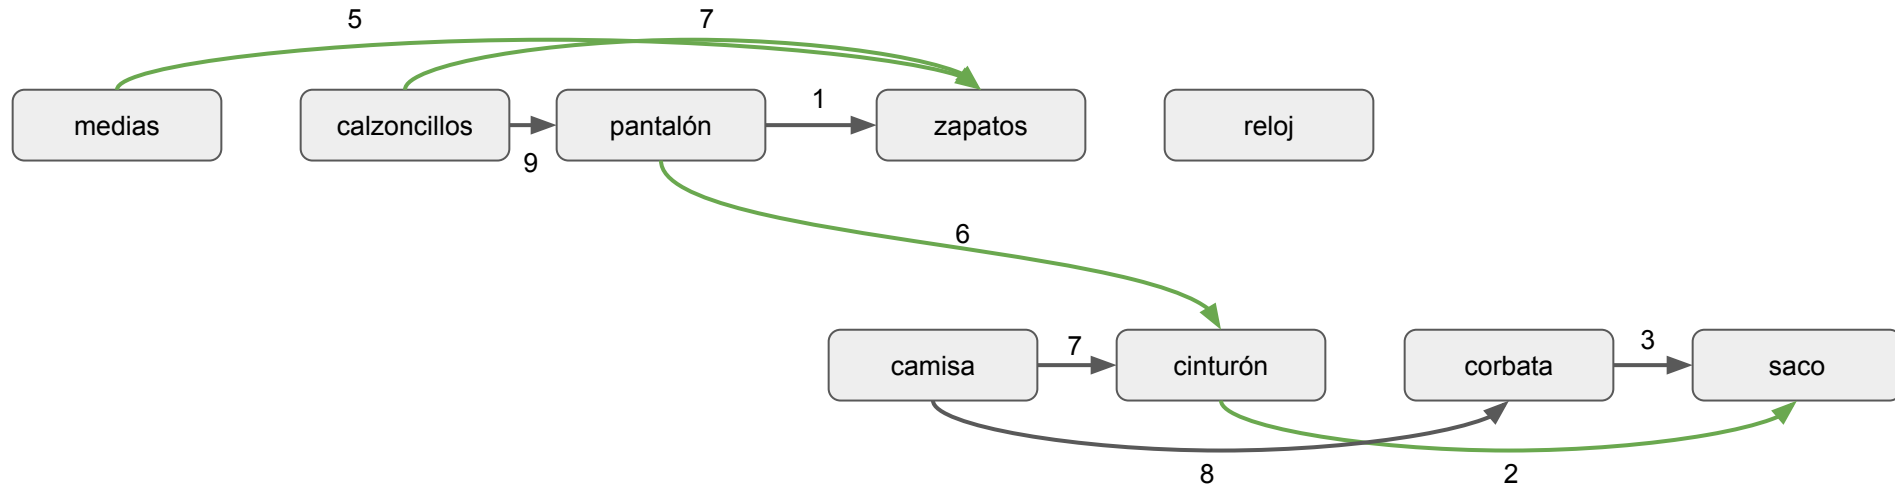 5 7
medias calzoncillos pantalón 1 zapatos reloj
9
6
camisa 7 cinturón corbata 3 saco
8 2